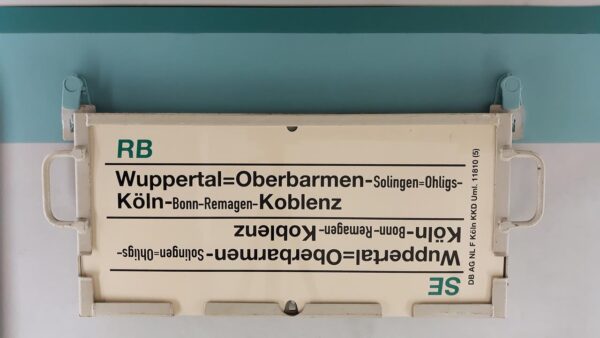 RB
Wuppertal=Oberbarmen-Solingen=Ohligs-
Köln-Bonn-Remagen-Koblenz
SE
Wuppertal=Oberbarmen-Solingen=Ohligs-
Köln-Bonn-Remagen-Koblenz
DB AG NL F Köln KKD Uml. 11810 (5)